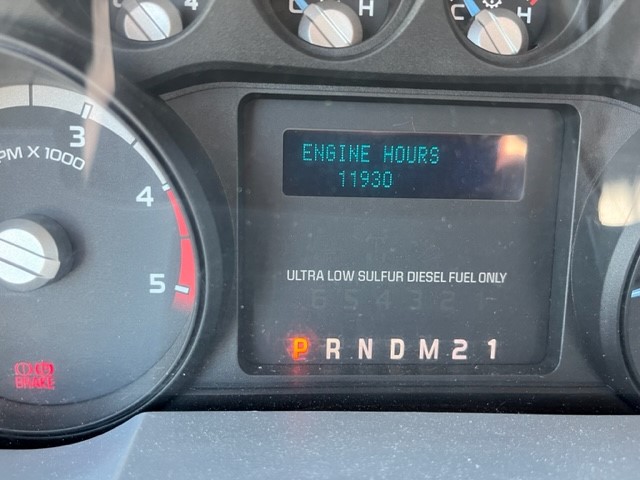 4
C H
C H
3
RPM X 1000
4
5
BRAKE
ENGINE HOURS
11930
ULTRA LOW SULFUR DIESEL FUEL ONLY
6 5 4 3 2 1
P R N D M 2 1